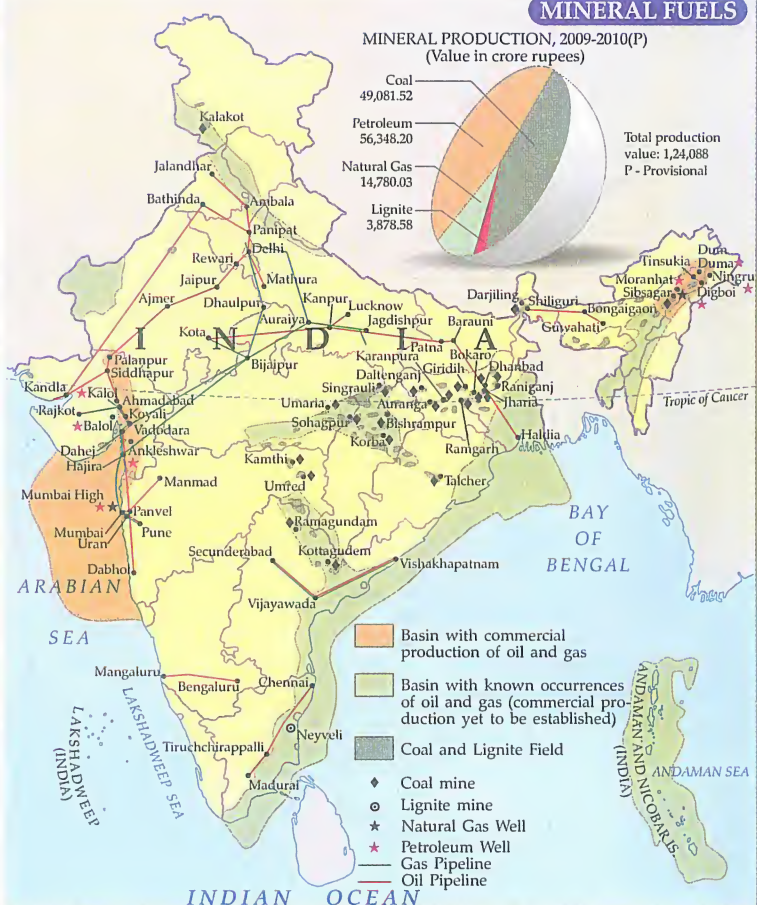 MINERAL FUELS
MINERAL PRODUCTION, 2009-2010(P)
(Value in crore rupees)
Coal
49,081.52
Petroleum
56,348.20
Natural Gas
14,780.03
Lignite
3,878.58
Total production
value: 1,24,088
P - Provisional
Kalakot
Jalandhar
Bathinda
Ambala
Panipat
Delhi
Rewari
Jaipur
Mathura
Ajmer
Dhaulpur
Kanpur
Lucknow
Auraiya
Jagdishpur
Kota
INDIA
Patna
Barauni
Darjiling
Shiliguri
Bongaigaon
Guwahati
Tinsukia
Dum
Duma
Moranhat
Ningru
Sibsagar
Digboi
Palanpur
Siddhapur
Bijaipur
Karanpura
Bokaro
Daltenganj
Giridih
Dhanbad
Singrauli
Raniganj
Kandla
Kalol
Ahmadabad
Umaria
Auranga
Jharia
Tropic of Cancer
Rajkot
Koyali
Balol
Vadodara
Sohagpur
Bishrampur
Korba
Ramgarh
Haldia
Dahej
Ankleshwar
Hajira
Kamthi
Manmad
Umred
Talcher
Mumbai High
Panvel
Mumbai
Pune
Uran
Ramagundam
BAY
OF
BENGAL
Secunderabad
Kottagudem
Vishakhapatnam
Dabhol
ARABIAN
SEA
Vijayawada
Basin with commercial
production of oil and gas
Mangaluru
Bengaluru
Chennai
Basin with known occurrences
of oil and gas (commercial pro-
duction yet to be established)
LAKSHADWEEP
(INDIA)
LAKSHADWEEP SEA
Neyveli
Coal and Lignite Field
Tiruchchirappalli
Madurai
ANDAMAN AND NICOBAR IS.
(INDIA)
ANDAMAN SEA
Coal mine
Lignite mine
Natural Gas Well
Petroleum Well
Gas Pipeline
Oil Pipeline
INDIAN OCEAN